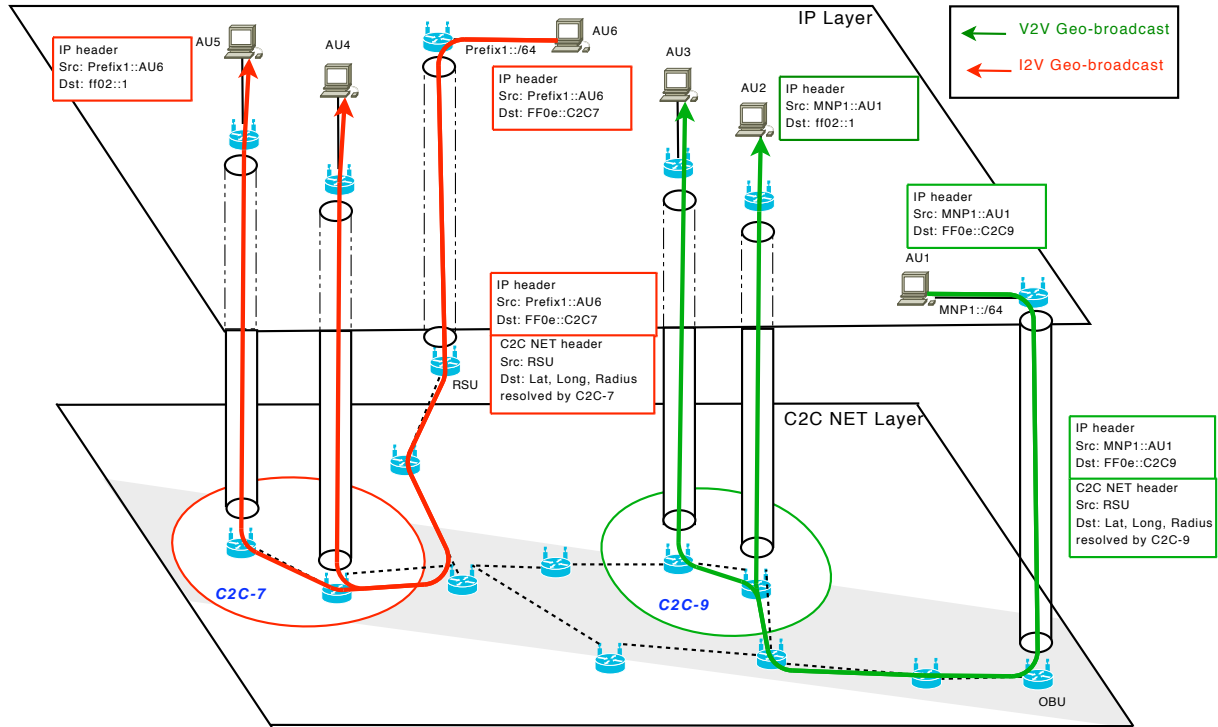 IP Layer
V2V Geo-broadcast
I2V Geo-broadcast
AU5
AU4
AU6
AU3
AU2
Prefix1::/64
IP header
Src: Prefix1::AU6
Dst: ff02::1
IP header
Src: Prefix1::AU6
Dst: FF0e::C2C7
IP header
Src: MNP1::AU1
Dst: ff02::1
IP header
Src: MNP1::AU1
Dst: FF0e::C2C9
AU1
MNP1::/64
IP header
Src: Prefix1::AU6
Dst: FF0e::C2C7
C2C NET header
Src: RSU
Dst: Lat, Long, Radius
resolved by C2C-7
RSU
C2C NET Layer
IP header
Src: MNP1::AU1
Dst: FF0e::C2C9
C2C NET header
Src: RSU
Dst: Lat, Long, Radius
resolved by C2C-9
C2C-7
C2C-9
OBU